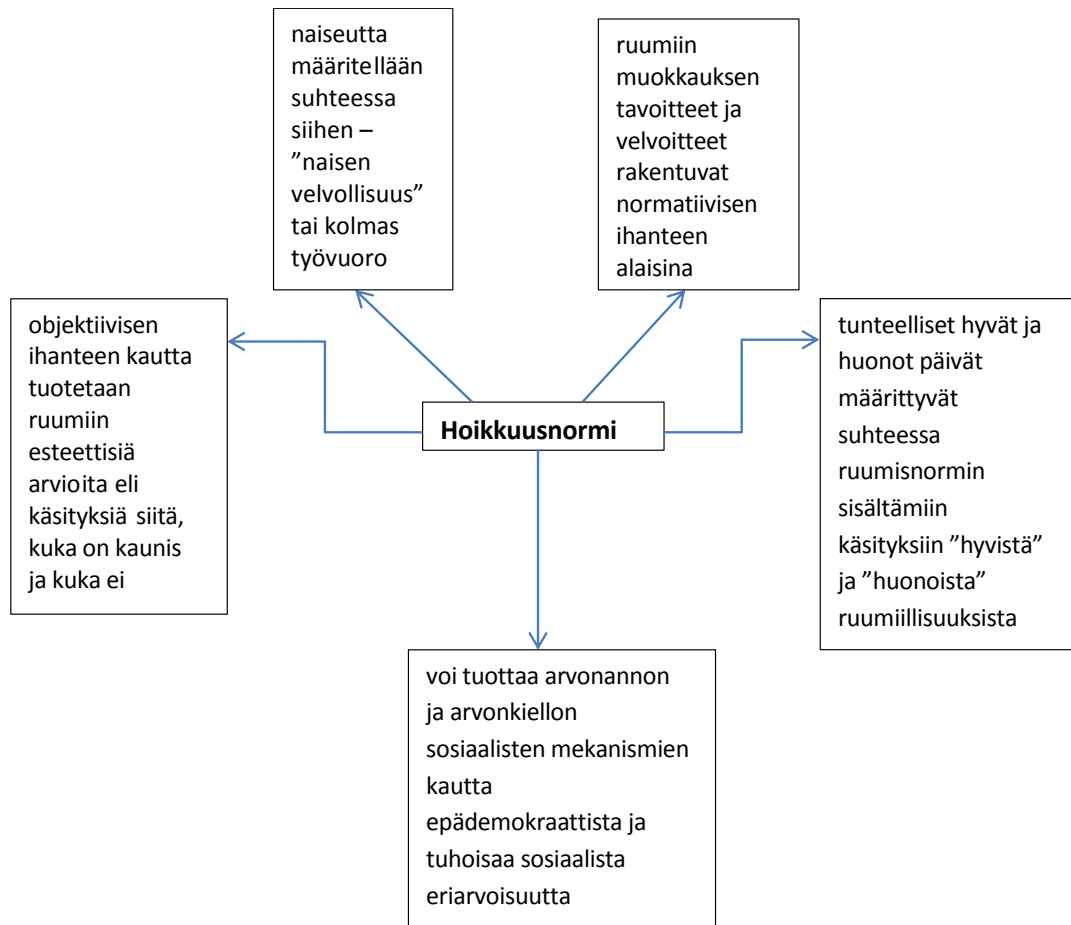 naiseutta
määritellään
suhteessa
siihen –
”naisen
velvollisuus”
tai kolmas
työvuoro
ruumiin
muokkauksen
tavoitteet ja
velvoitteet
rakentuvat
normatiivisen
ihanteen
alaisina
objektiivisen
ihanteen kautta
tuotetaan
ruumiin
esteettisiä
arvioita eli
käsityksiä siitä,
kuka on kaunis
ja kuka ei
Hoikkuusnormi
tunteelliset hyvät ja
huonot päivät
määrittyvät
suhteessa
ruumisnormin
sisältämiin
käsityksiin ”hyvistä”
ja ”huonoista”
ruumiillisuuksista
voi tuottaa arvonannon
ja arvonkiellon
sosiaalisten mekanismien
kautta
epädemokraattista ja
tuhoisaa sosiaalista
eriarvoisuutta